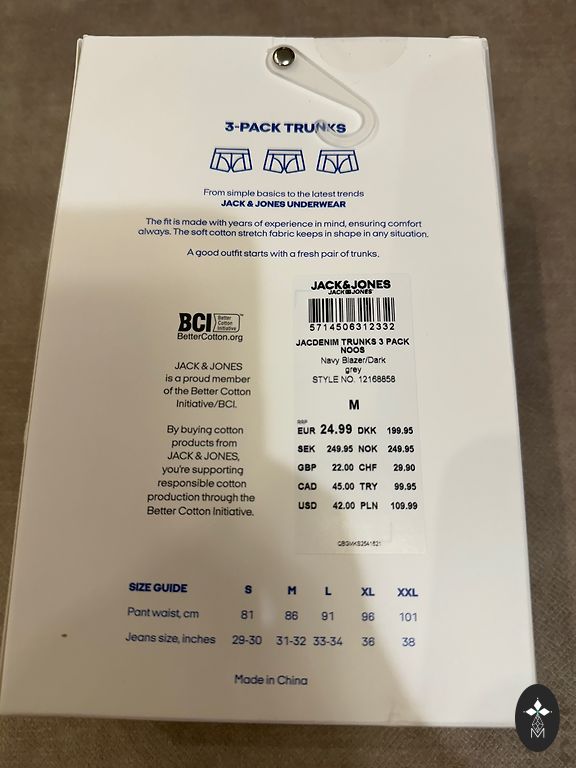 3-PACK TRUNKS
From simple basics to the latest trends
JACK & JONES UNDERWEAR
The fit is made with years of experience in mind, ensuring comfort
always. The soft cotton stretch fabric keeps in shape in any situation.
A good outfit starts with a fresh pair of trunks.
BCI Better Cotton Initiative™
BetterCotton.org
JACK & JONES
is a proud member
of the Better Cotton
Initiative/BCI.
By buying cotton
products from
JACK & JONES,
you're supporting
responsible cotton
production through the
Better Cotton Initiative.
JACK&JONES
JACK JONES
5714506312332
JACDENIM TRUNKS 3 PACK
NOOS
Navy Blazer/Dark
grey
STYLE NO. 12168858
M
RRP
EUR 24.99 DKK 199.95
SEK 249.95 NOK 249.95
GBP 22.00 CHF 29.90
CAD 45.00 TRY 99.95
USD 42.00 PLN 109.99
SIZE GUIDE S M L XL XXL
Pant waist, cm 81 86 91 96 101
Jeans size, inches 29-30 31-32 33-34 36 38
Made in China
M